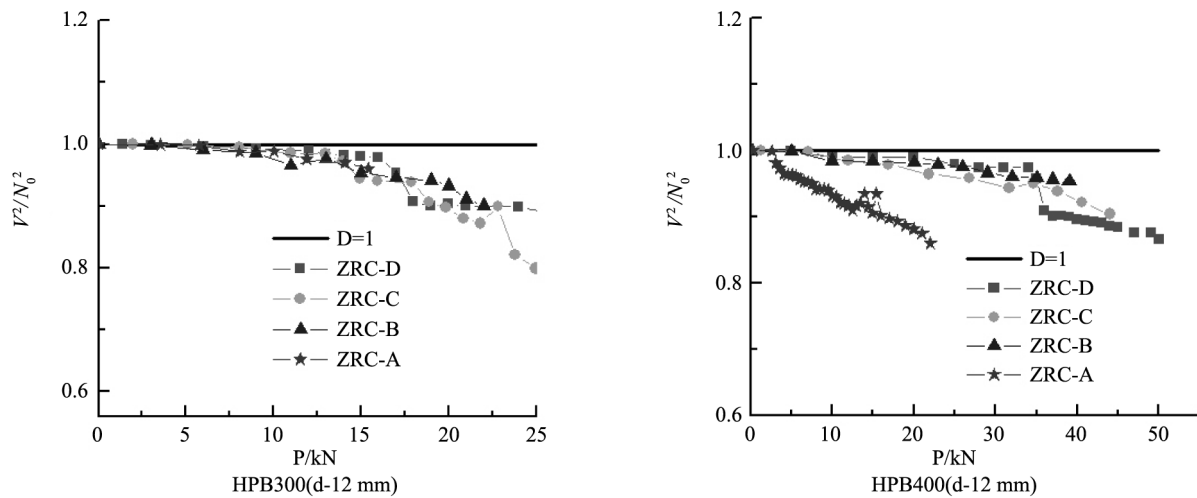 1.2
1.0
0.8
0.6
V²/N₀²
0 5 10 15 20 25
P/kN
HPB300(d-12 mm)
D=1
ZRC-D
ZRC-C
ZRC-B
ZRC-A
1.2
1.0
0.8
0.6
V²/N₀²
0 10 20 30 40 50
P/kN
HPB400(d-12 mm)
D=1
ZRC-D
ZRC-C
ZRC-B
ZRC-A